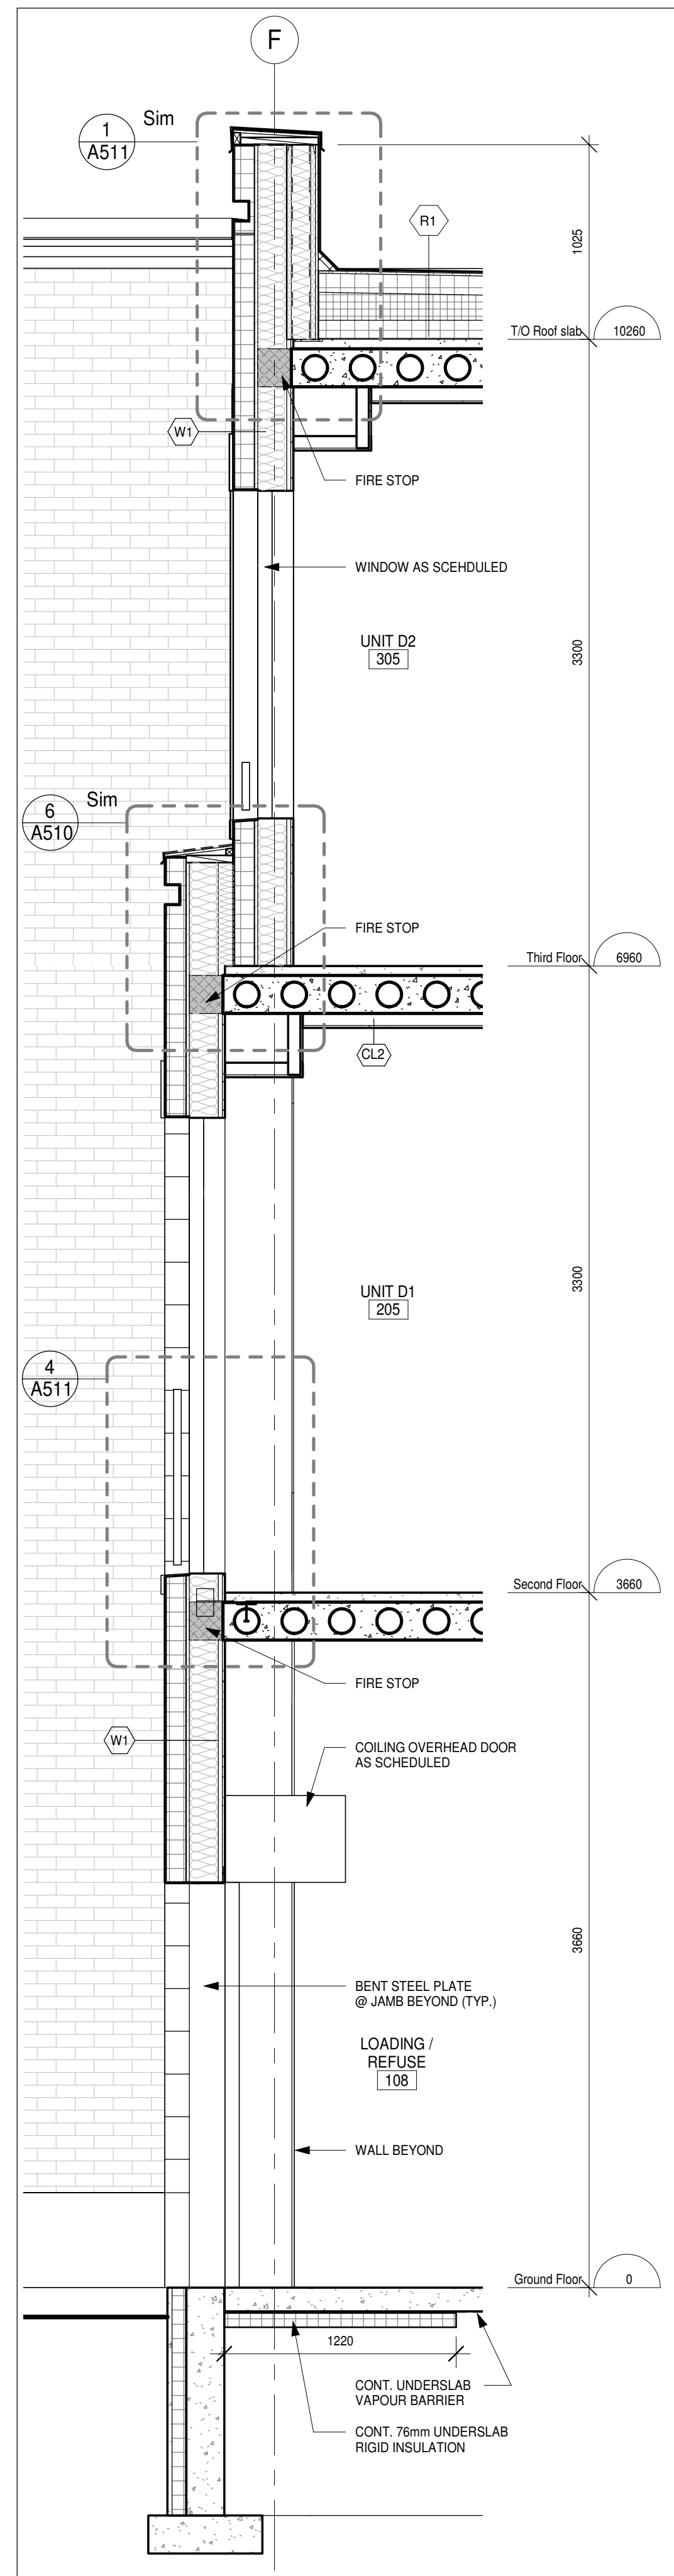 F
1
A511
Sim
R1
1025
T/O Roof slab
10260
W1
FIRE STOP
WINDOW AS SCEHDULED
UNIT D2
305
3300
6
A510
Sim
FIRE STOP
Third Floor
6960
CL2
UNIT D1
205
3300
4
A511
Second Floor
3660
FIRE STOP
W1
COILING OVERHEAD DOOR
AS SCHEDULED
3660
BENT STEEL PLATE
@ JAMB BEYOND (TYP.)
LOADING /
REFUSE
108
WALL BEYOND
Ground Floor
0
1220
CONT. UNDERSLAB
VAPOUR BARRIER
CONT. 76mm UNDERSLAB
RIGID INSULATION